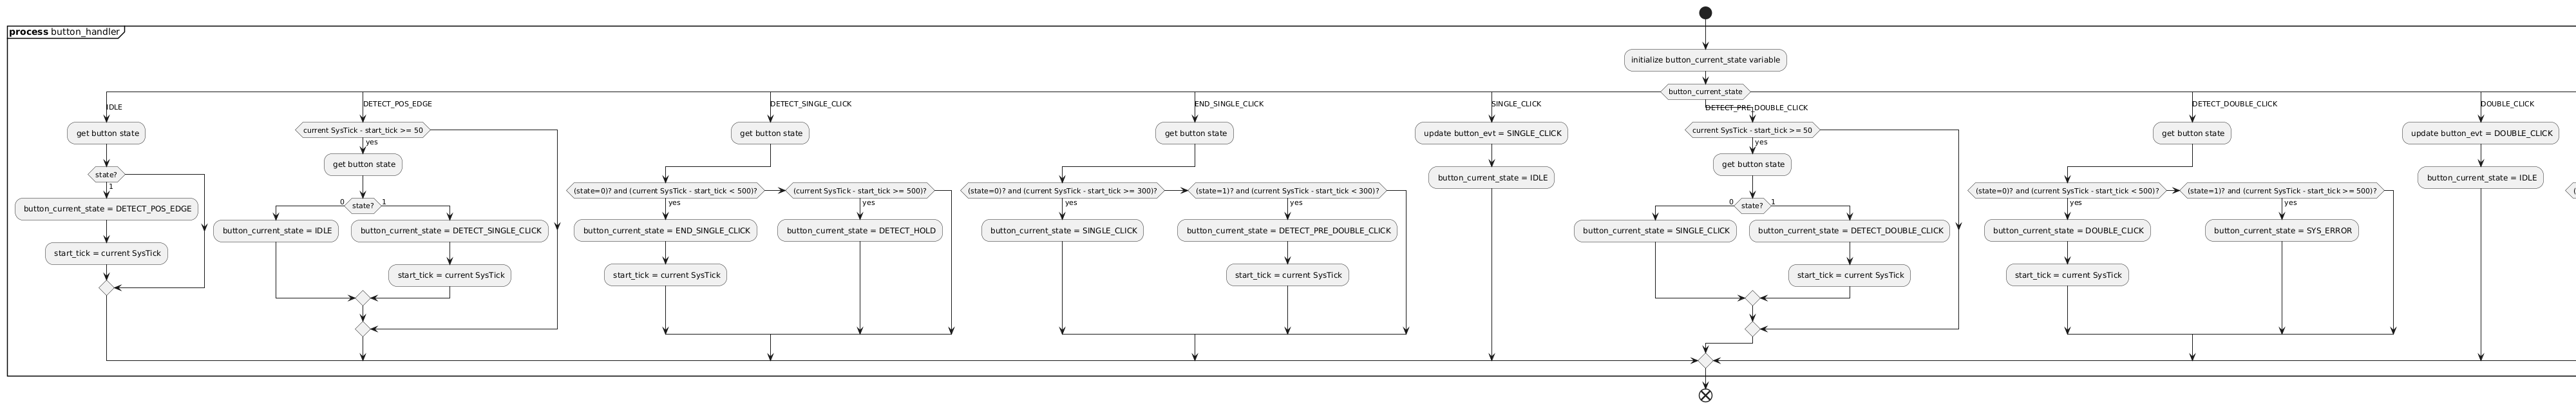 process button_handler
initialize button_current_state variable
button_current_state
IDLE
get button state
state?
1
button_current_state = DETECT_POS_EDGE
start_tick = current SysTick
DETECT_POS_EDGE
current SysTick - start_tick >= 50
yes
get button state
0
state?
1
button_current_state = IDLE
button_current_state = DETECT_SINGLE_CLICK
start_tick = current SysTick
DETECT_SINGLE_CLICK
get button state
(state=0)? and (current SysTick - start_tick < 500)?
yes
button_current_state = END_SINGLE_CLICK
start_tick = current SysTick
(current SysTick - start_tick >= 500)?
yes
button_current_state = DETECT_HOLD
END_SINGLE_CLICK
get button state
(state=0)? and (current SysTick - start_tick >= 300)?
yes
button_current_state = SINGLE_CLICK
(state=1)? and (current SysTick - start_tick < 300)?
yes
button_current_state = DETECT_PRE_DOUBLE_CLICK
start_tick = current SysTick
SINGLE_CLICK
update button_evt = SINGLE_CLICK
button_current_state = IDLE
DETECT_PRE_DOUBLE_CLICK
current SysTick - start_tick >= 50
yes
get button state
0
state?
1
button_current_state = SINGLE_CLICK
button_current_state = DETECT_DOUBLE_CLICK
start_tick = current SysTick
DETECT_DOUBLE_CLICK
get button state
(state=0)? and (current SysTick - start_tick < 500)?
yes
button_current_state = DOUBLE_CLICK
start_tick = current SysTick
(state=1)? and (current SysTick - start_tick >= 500)?
yes
button_current_state = SYS_ERROR
DOUBLE_CLICK
update button_evt = DOUBLE_CLICK
button_current_state = IDLE